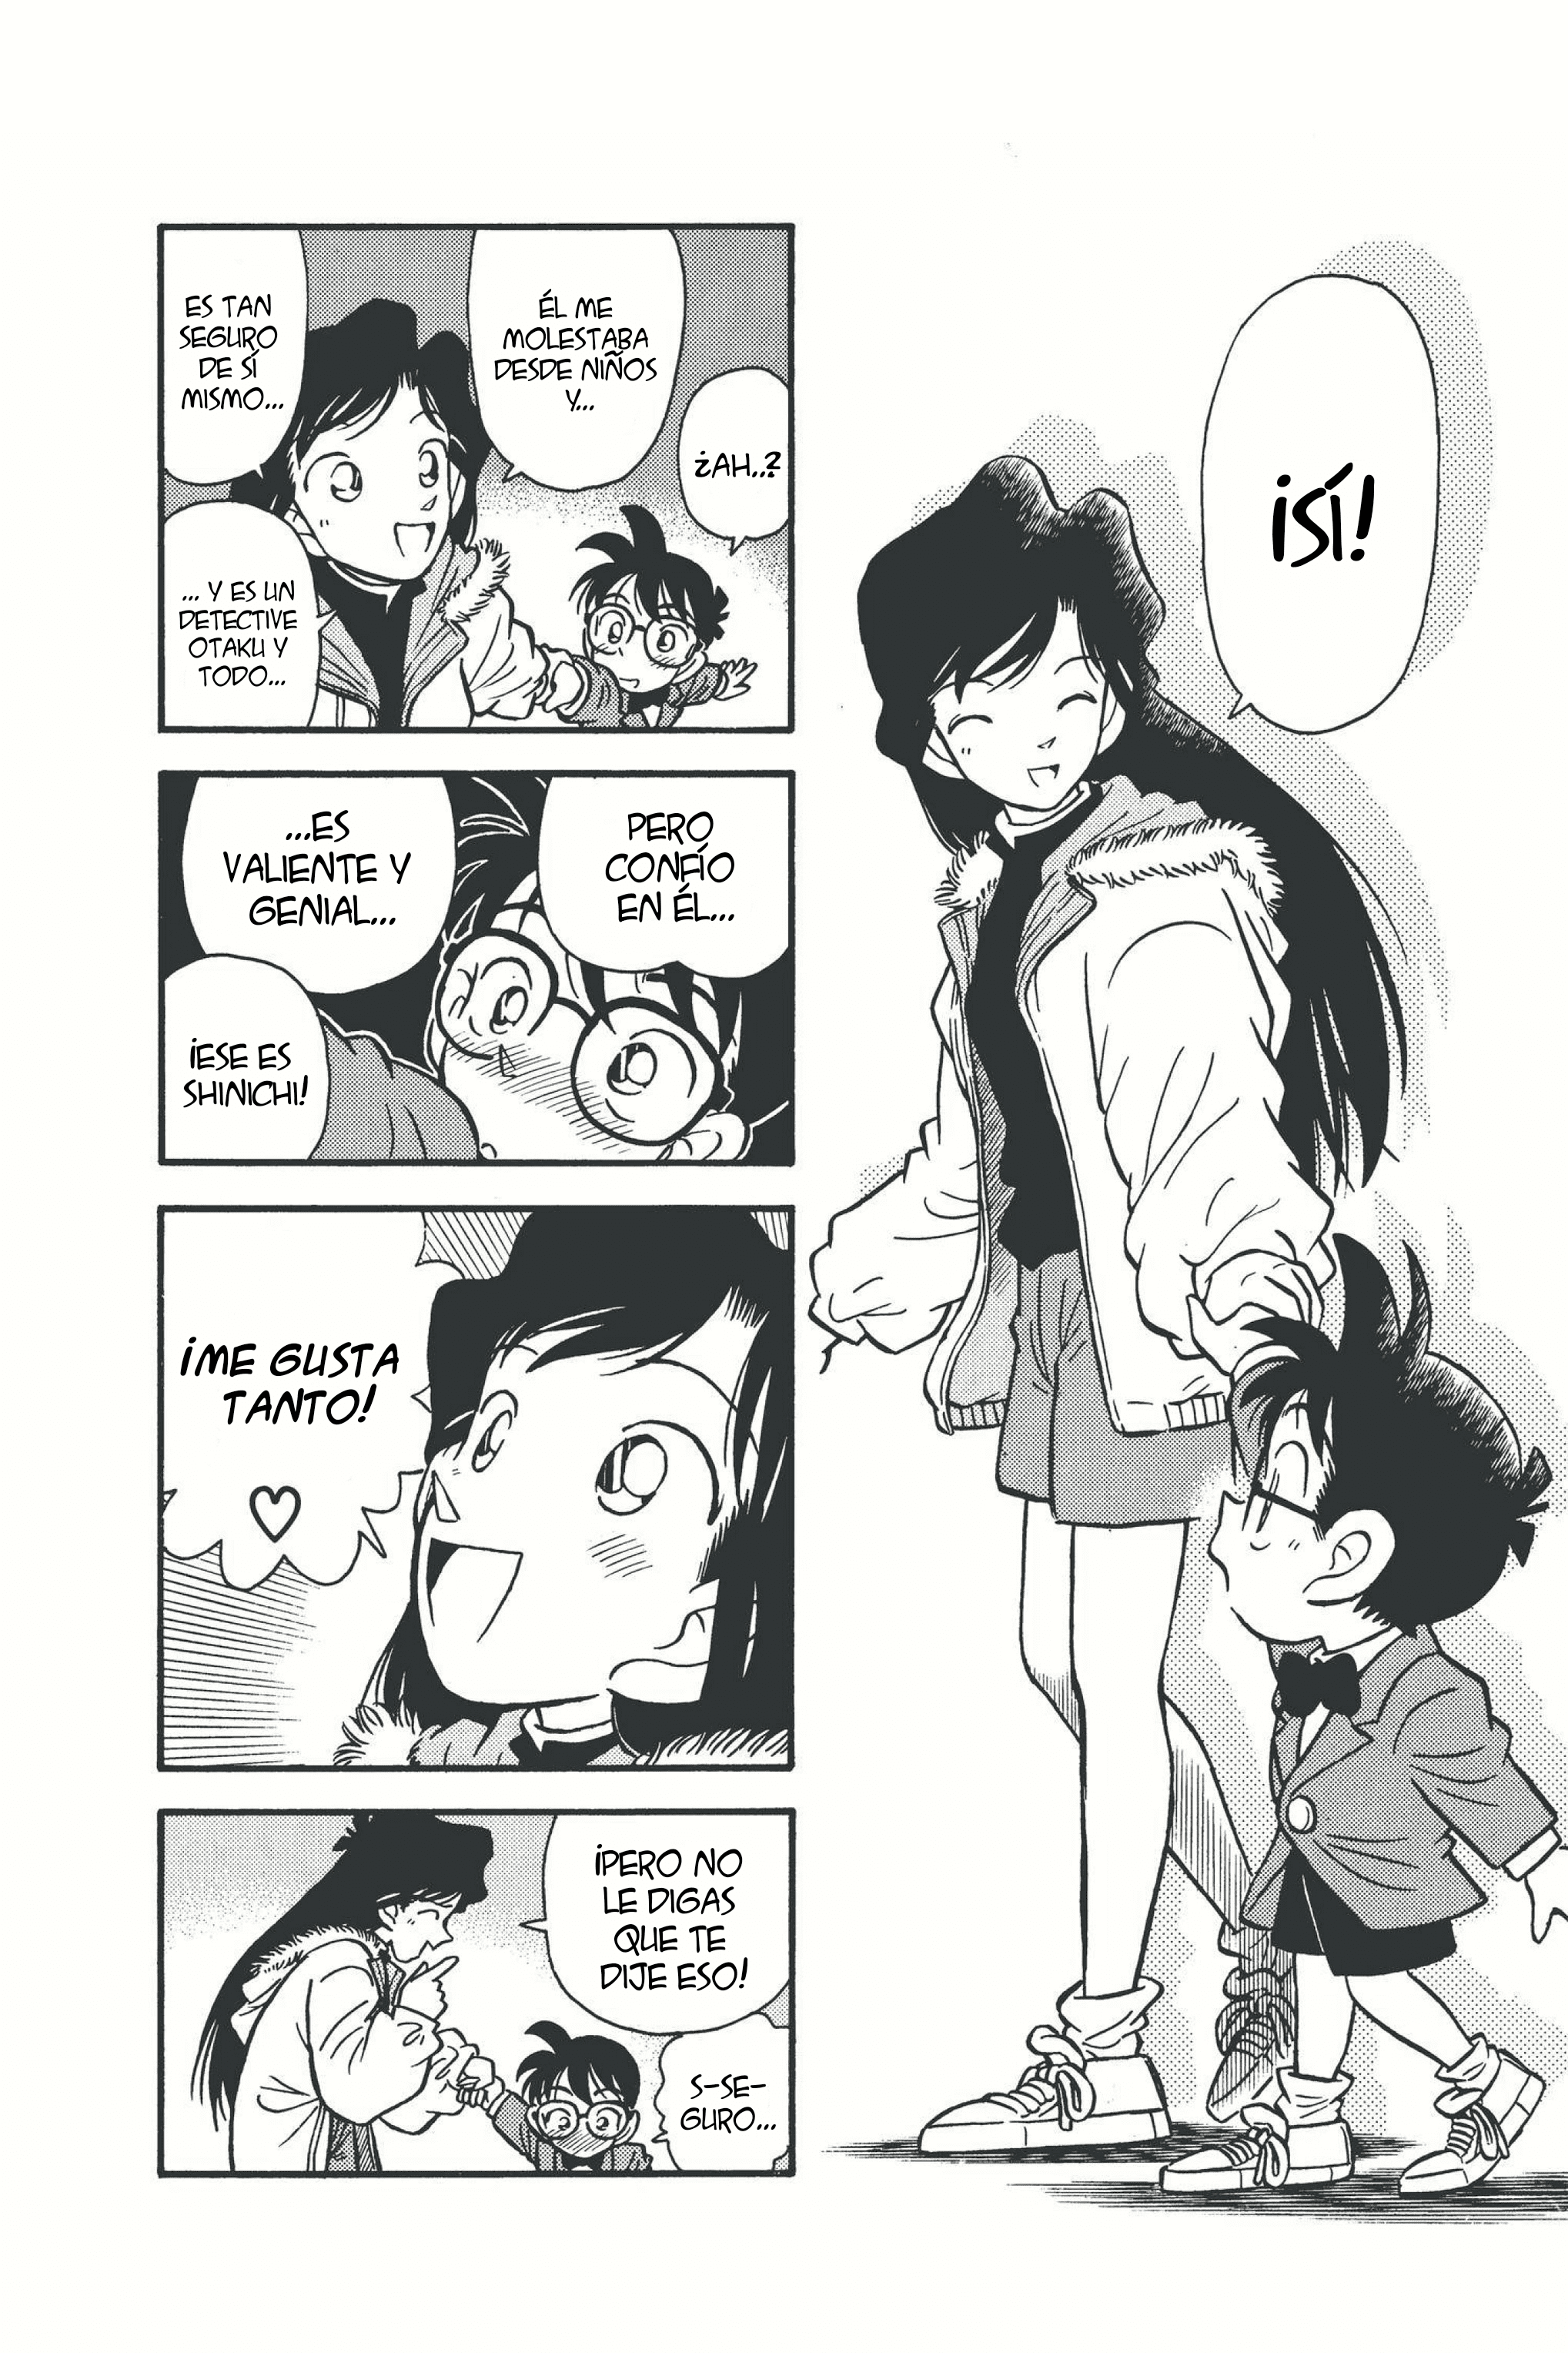 ¡SÍ!
¿AH..?
ÉL ME
MOLESTABA
DESDE NIÑOS
Y...
ES TAN
SEGURO
DE SÍ
MISMO...
... Y ES UN
DETECTIVE
OTAKU Y
TODO...
PERO
CONFÍO
EN ÉL...
...ES
VALIENTE Y
GENIAL...
¡ESE ES
SHINICHI!
¡ME GUSTA
TANTO!
♡
¡PERO NO
LE DIGAS
QUE TE
DIJE ESO!
S-SE-
GURO...